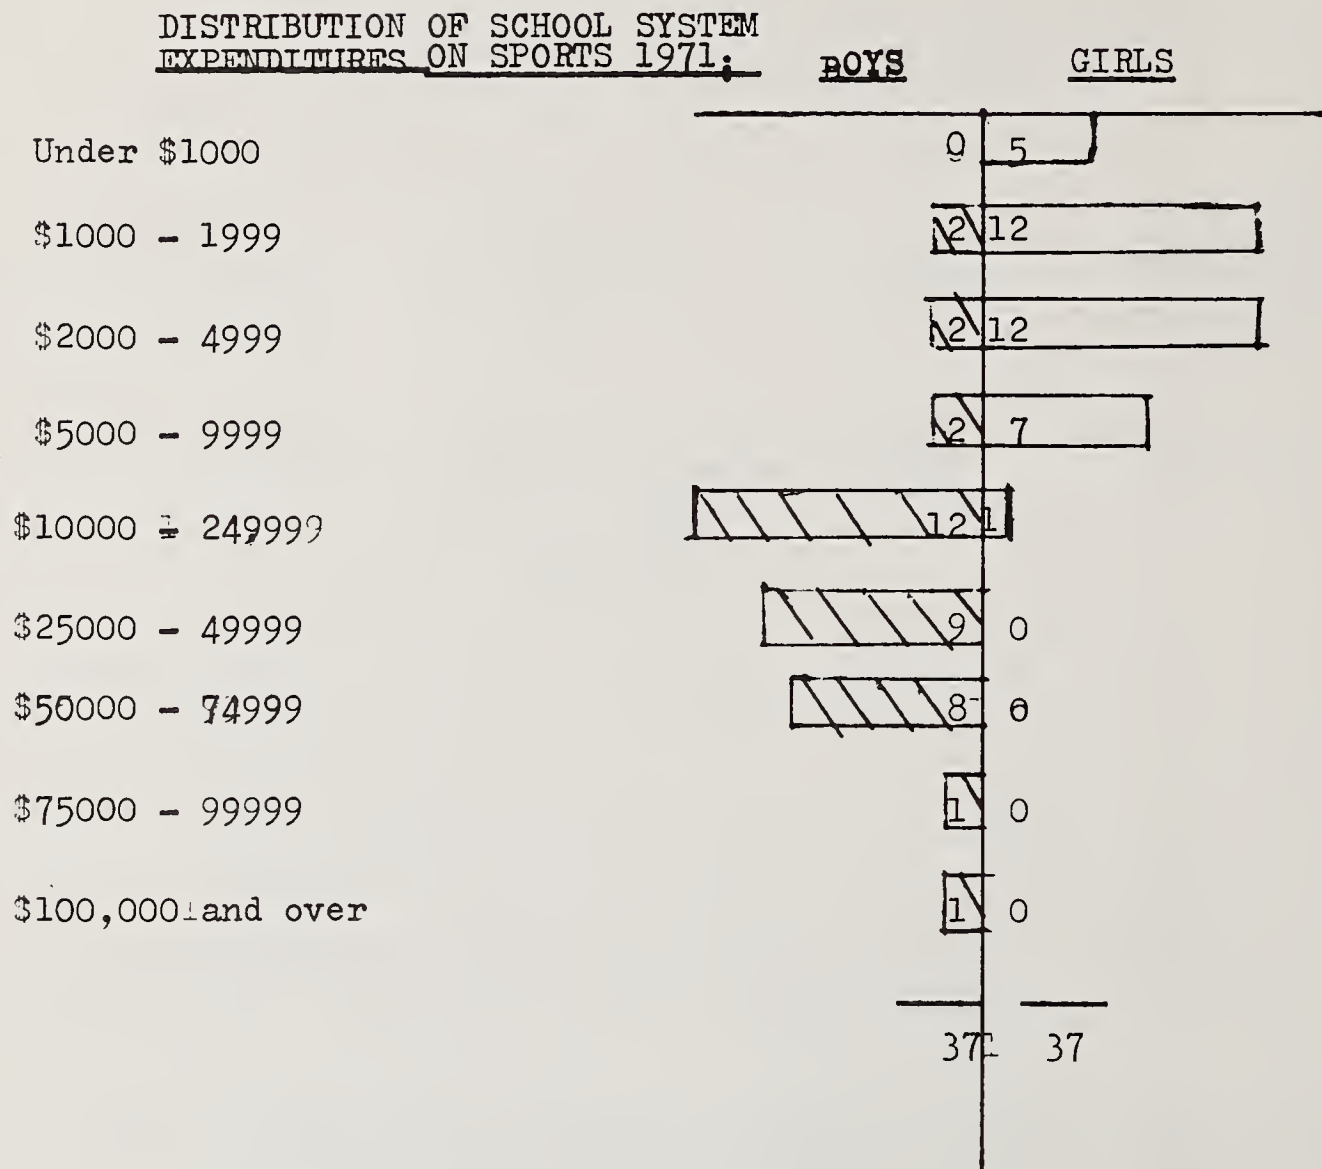 DISTRIBUTION OF SCHOOL SYSTEM
EXPENDITURES ON SPORTS 1971. BOYS GIRLS
Under $1000 0 5
$1000 - 1999 2 12
$2000 - 4999 2 12
$5000 - 9999 2 7
$10000 - 249999 12 1
$25000 - 49999 9 0
$50000 - 74999 8 0
$75000 - 99999 1 0
$100,000 and over 1 0
37 37